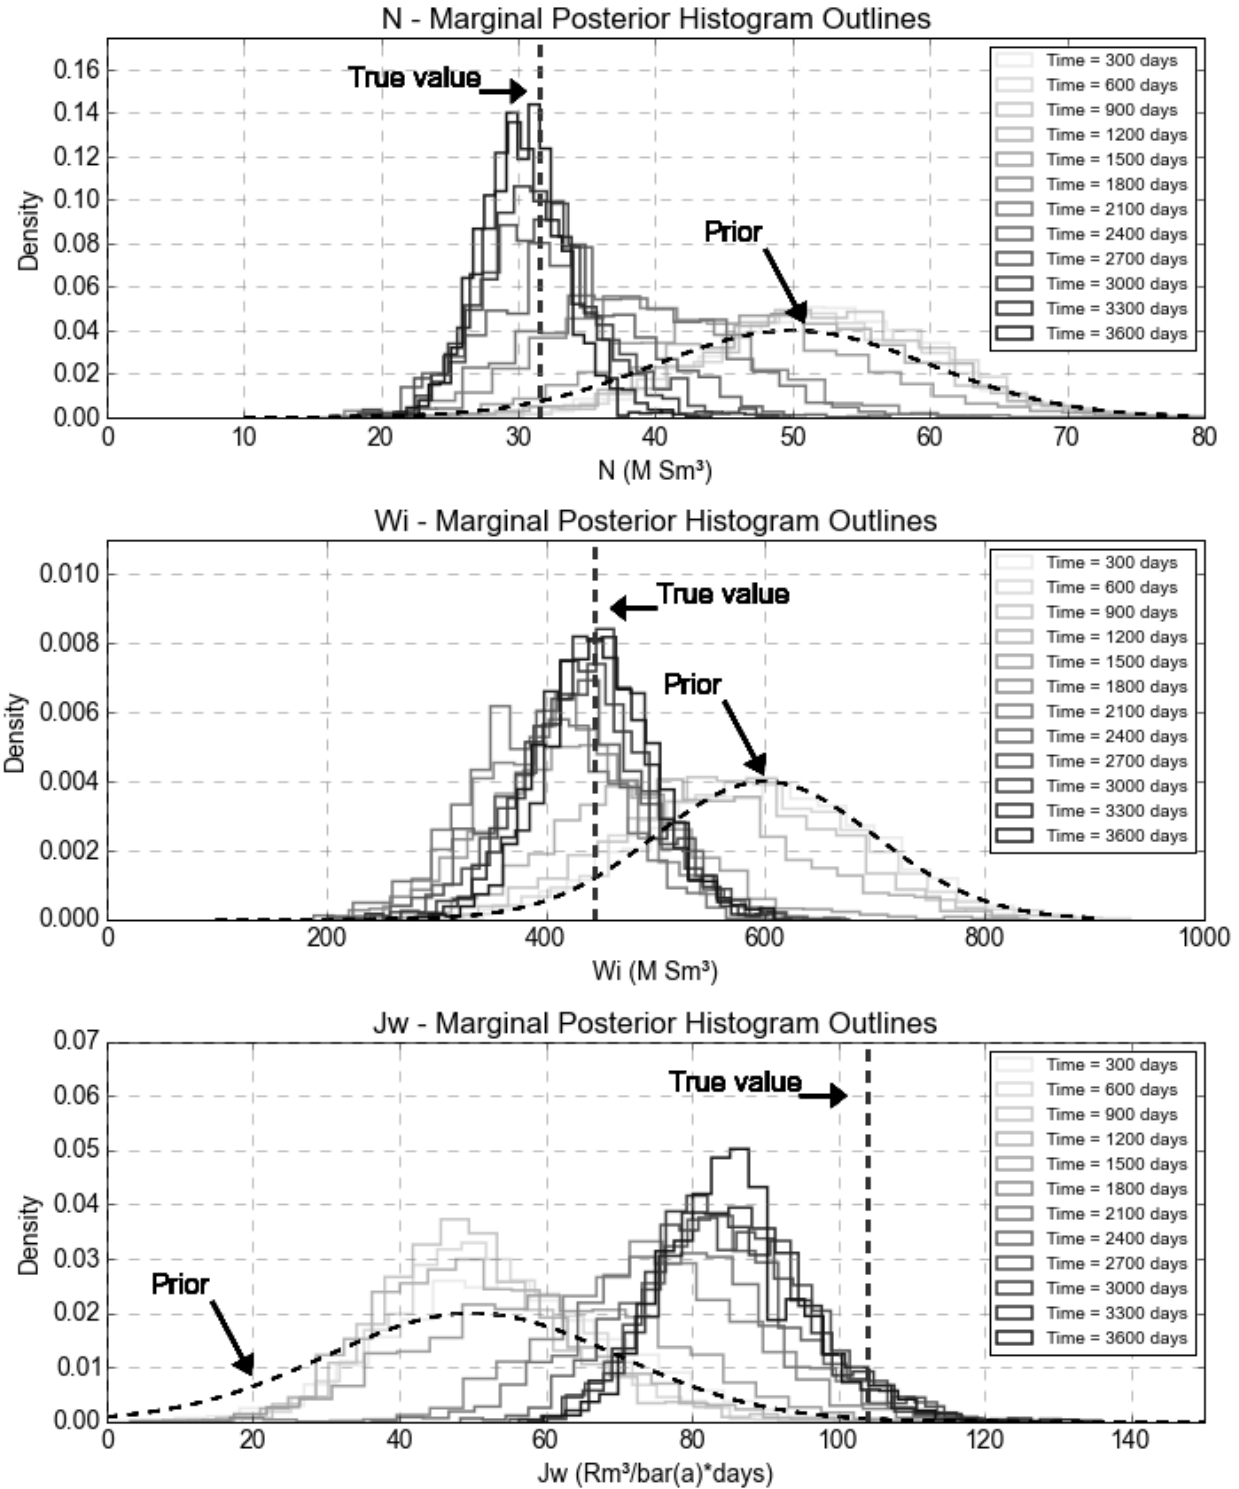 N - Marginal Posterior Histogram Outlines
0.16
0.14
0.12
0.10
0.08
0.06
0.04
0.02
0.00
Density
True value
Prior
Time = 300 days
Time = 600 days
Time = 900 days
Time = 1200 days
Time = 1500 days
Time = 1800 days
Time = 2100 days
Time = 2400 days
Time = 2700 days
Time = 3000 days
Time = 3300 days
Time = 3600 days
0 10 20 30 40 50 60 70 80
N (M Sm³)
Wi - Marginal Posterior Histogram Outlines
0.010
0.008
0.006
0.004
0.002
0.000
Density
True value
Prior
Time = 300 days
Time = 600 days
Time = 900 days
Time = 1200 days
Time = 1500 days
Time = 1800 days
Time = 2100 days
Time = 2400 days
Time = 2700 days
Time = 3000 days
Time = 3300 days
Time = 3600 days
0 200 400 600 800 1000
Wi (M Sm³)
Jw - Marginal Posterior Histogram Outlines
0.07
0.06
0.05
0.04
0.03
0.02
0.01
0.00
Density
True value
Prior
Time = 300 days
Time = 600 days
Time = 900 days
Time = 1200 days
Time = 1500 days
Time = 1800 days
Time = 2100 days
Time = 2400 days
Time = 2700 days
Time = 3000 days
Time = 3300 days
Time = 3600 days
0 20 40 60 80 100 120 140
Jw (Rm³/bar(a)*days)